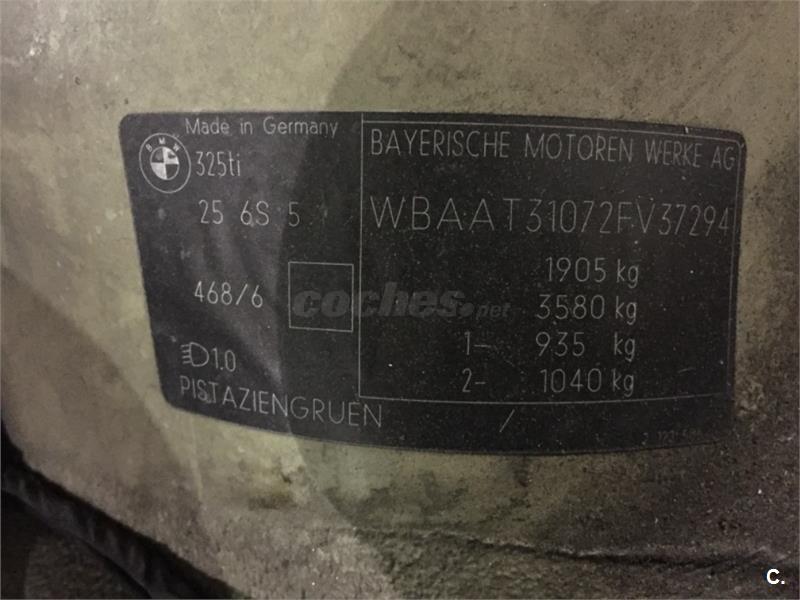 Made in Germany
BMW
325ti
25 6S 5
468/6
1.0
PISTAZIENGRUEN
BAYERISCHE MOTOREN WERKE AG
WBAAT31072FV37294
1905 kg
3580 kg
1- 935 kg
2- 1040 kg
/
coches.net
C.